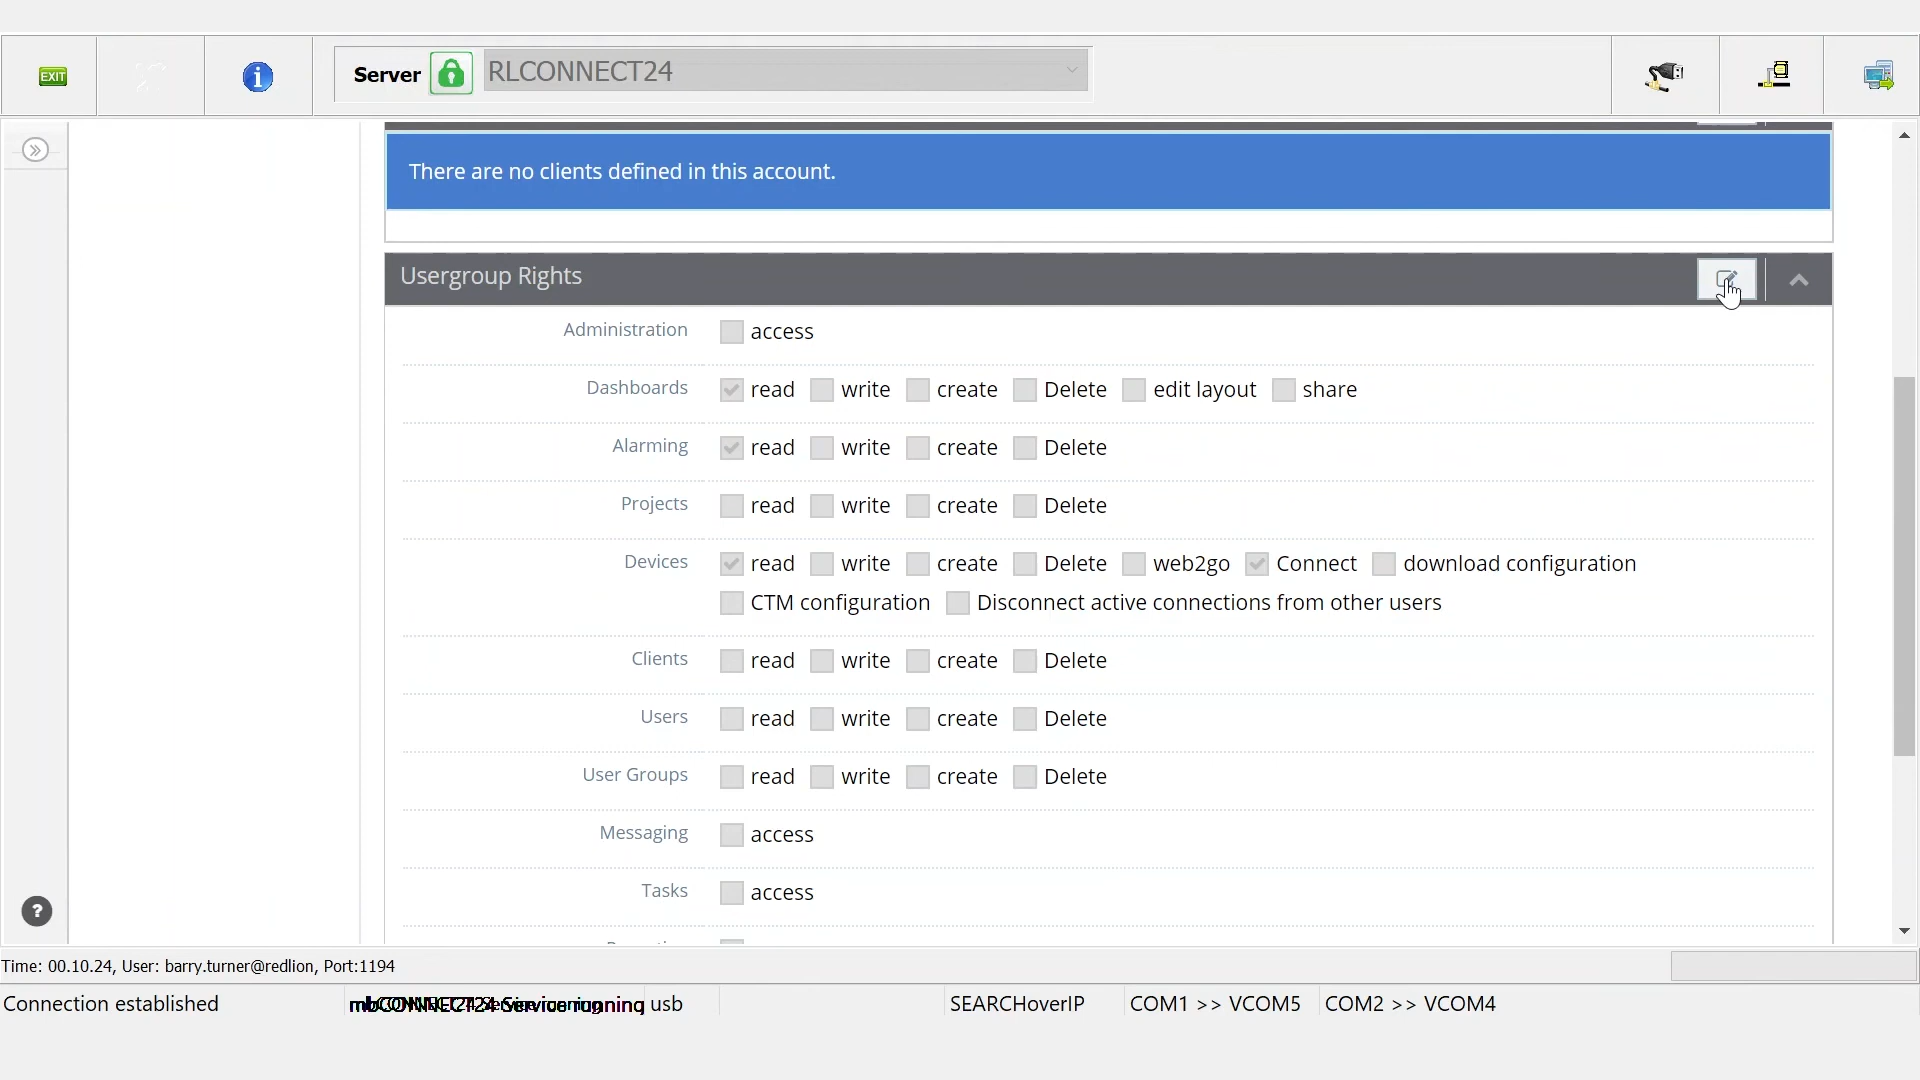 EXIT
Server RLCONNECT24
There are no clients defined in this account.
Usergroup Rights
Administration access
Dashboards read write create Delete edit layout share
Alarming read write create Delete
Projects read write create Delete
Devices read write create Delete web2go Connect download configuration
CTM configuration Disconnect active connections from other users
Clients read write create Delete
Users read write create Delete
User Groups read write create Delete
Messaging access
Tasks access
?
Time: 00.10.24, User: barry.turner@redlion, Port:1194
Connection established mbCONNECT24 Service running usb SEARCHoverIP COM1 >> VCOM5 COM2 >> VCOM4